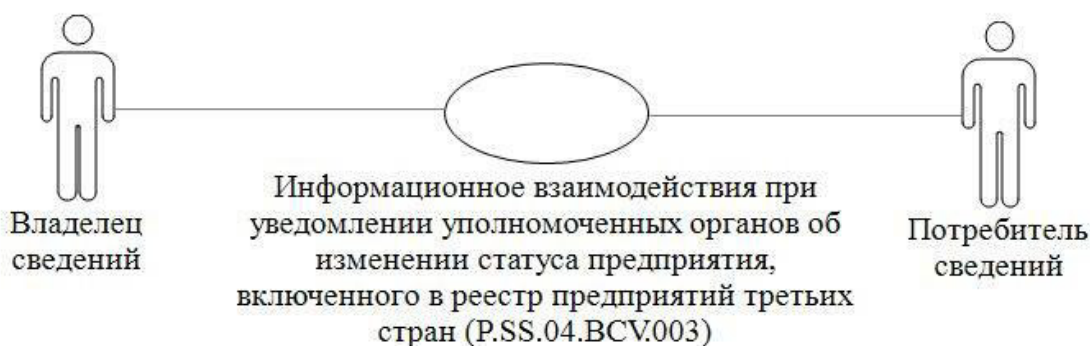 Владелец
сведений
Информационное взаимодействия при
уведомлении уполномоченных органов об
изменении статуса предприятия,
включенного в реестр предприятий третьих
стран (P.SS.04.BCV.003)
Потребитель
сведений